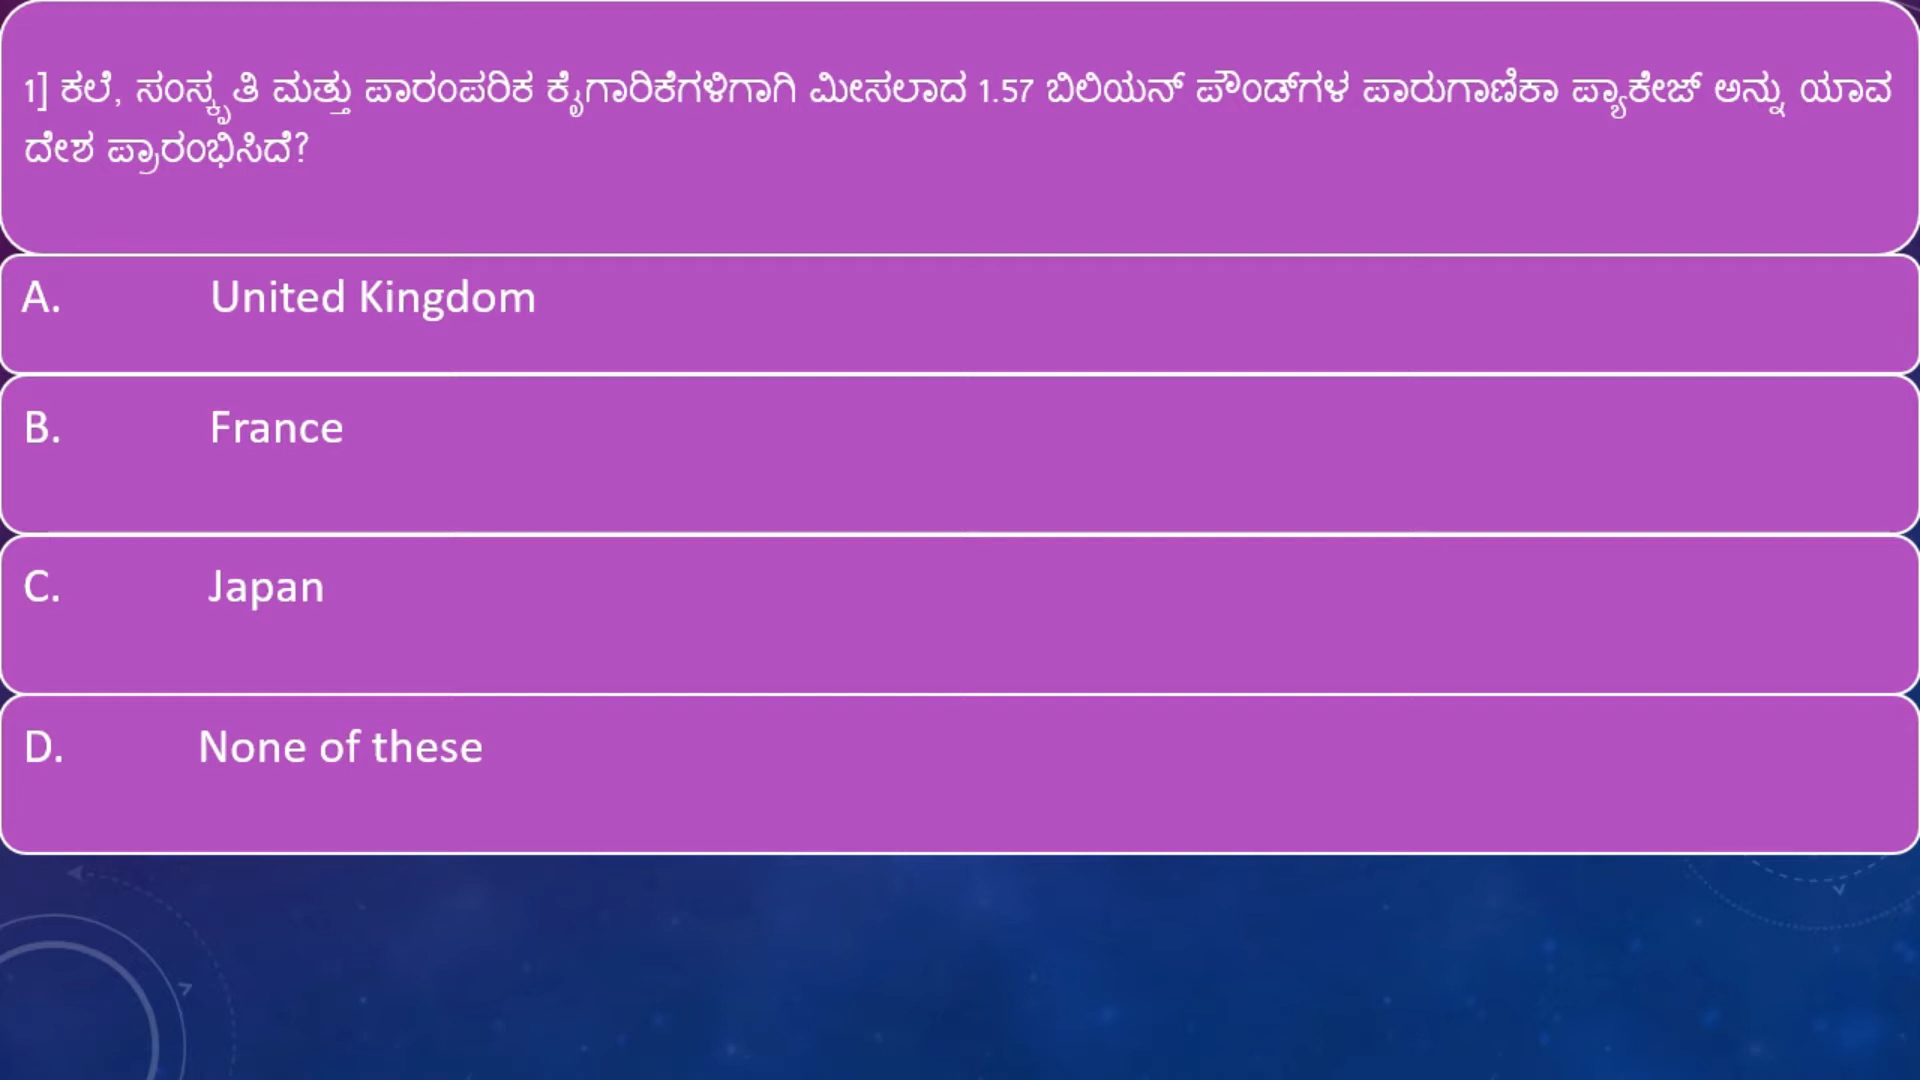 1] ಕಲೆ, ಸಂಸ್ಕೃತಿ ಮತ್ತು ಪಾರಂಪರಿಕ ಕೈಗಾರಿಕೆಗಳಿಗಾಗಿ ಮೀಸಲಾದ 1.57 ಬಿಲಿಯನ್ ಪೌಂಡ್‌ಗಳ ಪಾರುಗಾಣಿಕಾ ಪ್ಯಾಕೇಜ್ ಅನ್ನು ಯಾವ
ದೇಶ ಪ್ರಾರಂಭಿಸಿದೆ?
A. United Kingdom
B. France
C. Japan
D. None of these